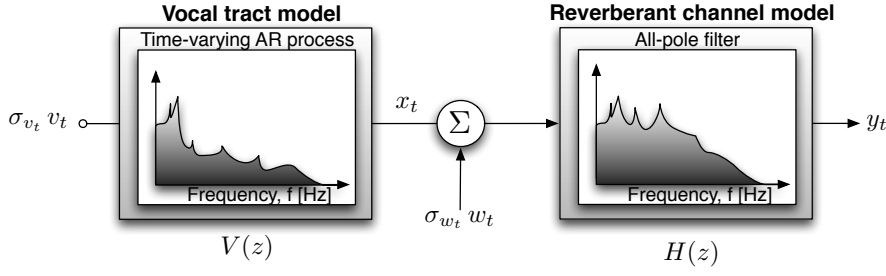 Vocal tract model
Time-varying AR process
Frequency, f [Hz]
V(z)
σ_{v_t} v_t
x_t
Σ
σ_{w_t} w_t
Reverberant channel model
All-pole filter
Frequency, f [Hz]
H(z)
y_t